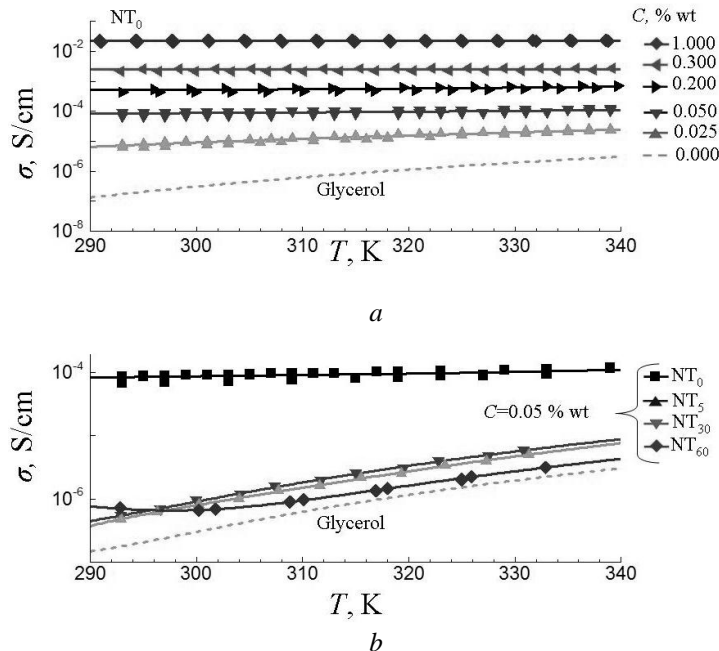 NT₀
C, % wt
10⁻²
10⁻⁴
10⁻⁶
10⁻⁸
σ, S/cm
1.000
0.300
0.200
0.050
0.025
0.000
Glycerol
290 300 310 320 330 340
T, K
a
10⁻⁴
10⁻⁶
σ, S/cm
C=0.05 % wt
NT₀
NT₅
NT₃₀
NT₆₀
Glycerol
290 300 310 320 330 340
T, K
b